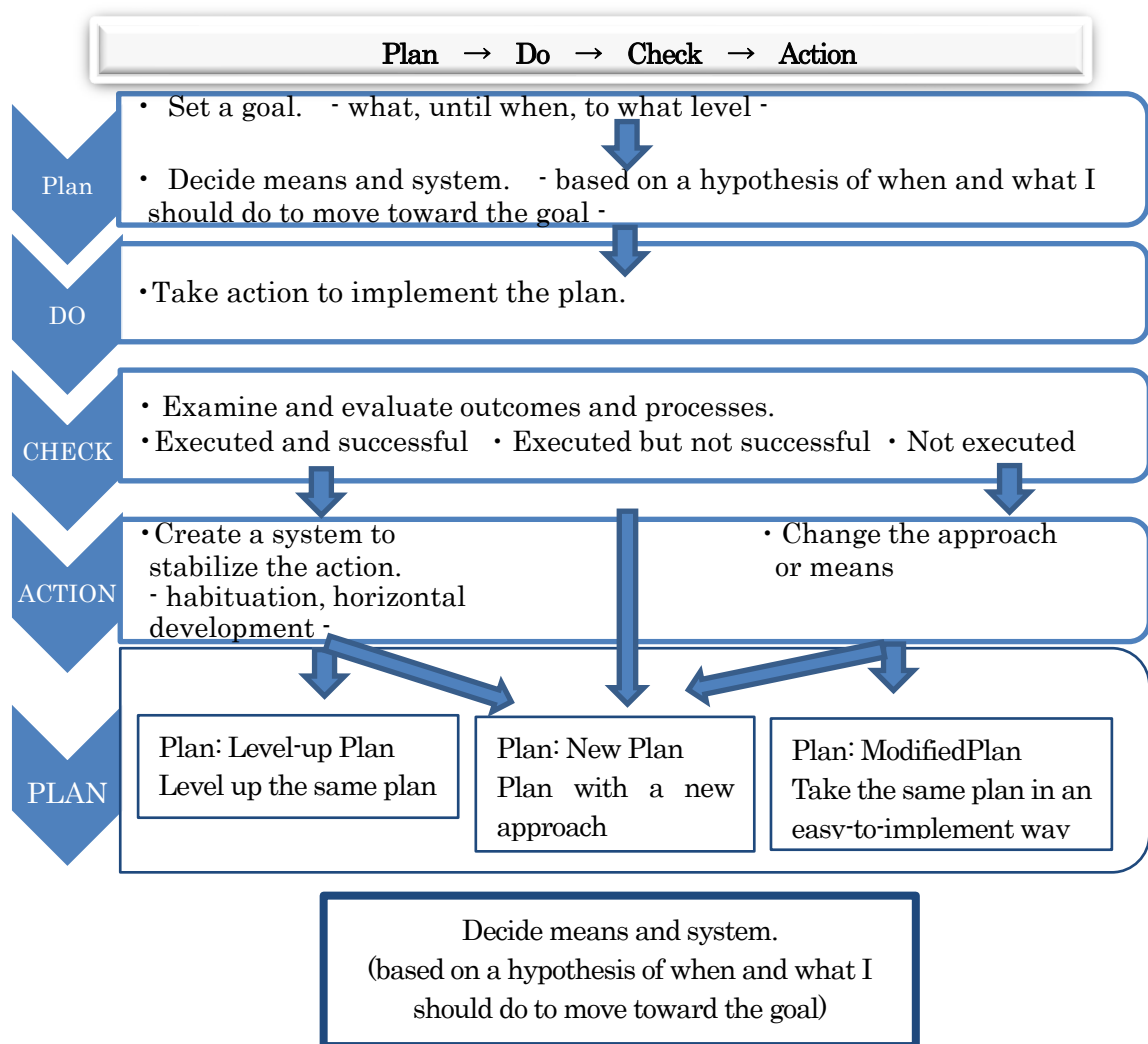 Plan → Do → Check → Action
・ Set a goal. - what, until when, to what level -
Plan
・ Decide means and system. - based on a hypothesis of when and what I
should do to move toward the goal -
DO
・Take action to implement the plan.
CHECK
・ Examine and evaluate outcomes and processes.
・Executed and successful ・ Executed but not successful ・ Not executed
ACTION
・Create a system to
stabilize the action.
- habituation, horizontal
development -
・ Change the approach
or means
PLAN
Plan: Level-up Plan
Level up the same plan
Plan: New Plan
Plan with a new
approach
Plan: ModifiedPlan
Take the same plan in an
easy-to-implement way
Decide means and system.
(based on a hypothesis of when and what I
should do to move toward the goal)